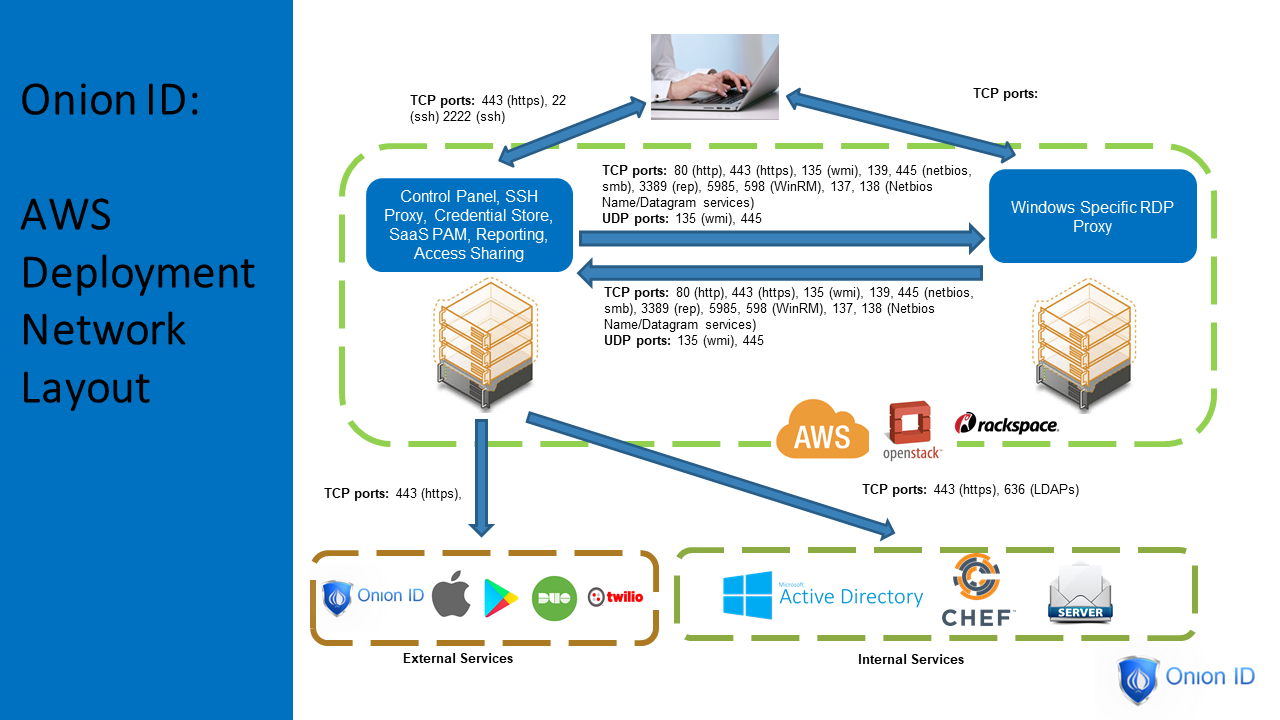 Onion ID:
AWS
Deployment
Network
Layout
TCP ports: 443 (https), 22
(ssh) 2222 (ssh)
TCP ports:
TCP ports: 80 (http), 443 (https), 135 (wmi), 139, 445 (netbios,
smb), 3389 (rep), 5985, 598 (WinRM), 137, 138 (Netbios
Name/Datagram services)
UDP ports: 135 (wmi), 445
Control Panel, SSH
Proxy, Credential Store,
SaaS PAM, Reporting,
Access Sharing
Windows Specific RDP
Proxy
TCP ports: 80 (http), 443 (https), 135 (wmi), 139, 445 (netbios,
smb), 3389 (rep), 5985, 598 (WinRM), 137, 138 (Netbios
Name/Datagram services)
UDP ports: 135 (wmi), 445
AWS
openstack™
rackspace.
TCP ports: 443 (https),
TCP ports: 443 (https), 636 (LDAPs)
Onion ID
DUO
twilio
Microsoft
Active Directory
CHEF™
SERVER
External Services
Internal Services
Onion ID